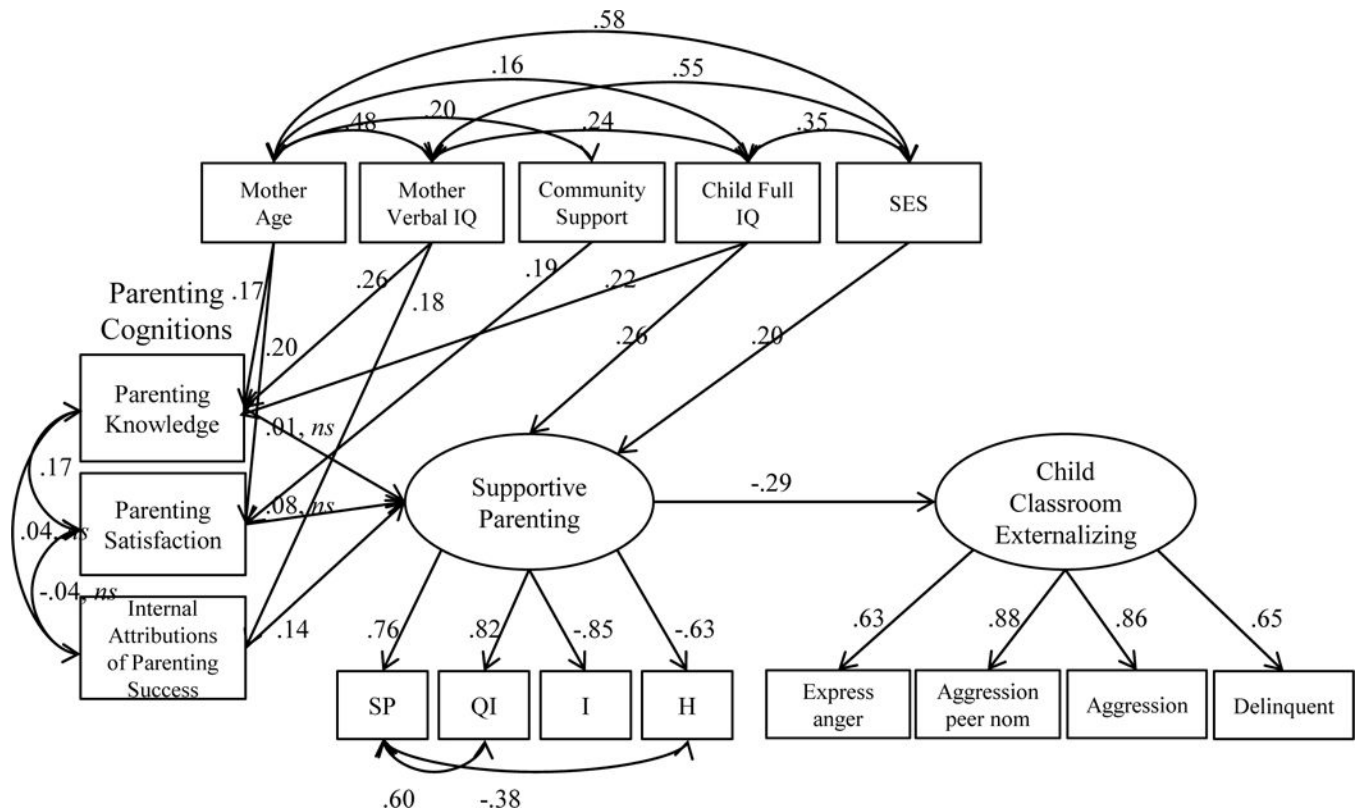 .58
.16
.55
.20
.48
.24
.35
Mother
Age
Mother
Verbal IQ
Community
Support
Child Full
IQ
SES
.17
.26
.19
.22
.18
.20
.26
.20
Parenting
Cognitions
Parenting
Knowledge
.01, ns
.17
Parenting
Satisfaction
.08, ns
.04, ns
-.04, ns
Internal
Attributions
of Parenting
Success
.14
Supportive
Parenting
-.29
Child
Classroom
Externalizing
.76
.82
-.85
-.63
.63
.88
.86
.65
SP
QI
I
H
Express
anger
Aggression
peer nom
Aggression
Delinquent
.60
-.38